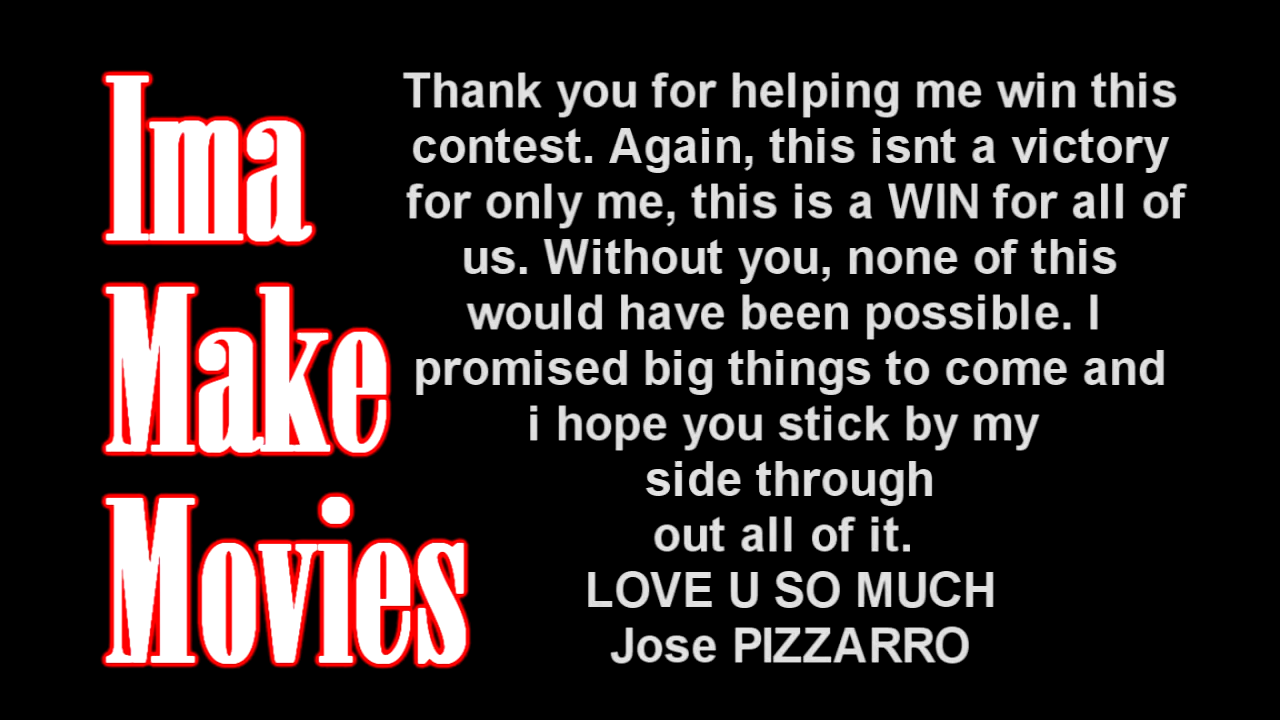 Ima
Make
Movies
Thank you for helping me win this
contest. Again, this isnt a victory
for only me, this is a WIN for all of
us. Without you, none of this
would have been possible. I
promised big things to come and
i hope you stick by my
side through
out all of it.
LOVE U SO MUCH
Jose PIZZARRO